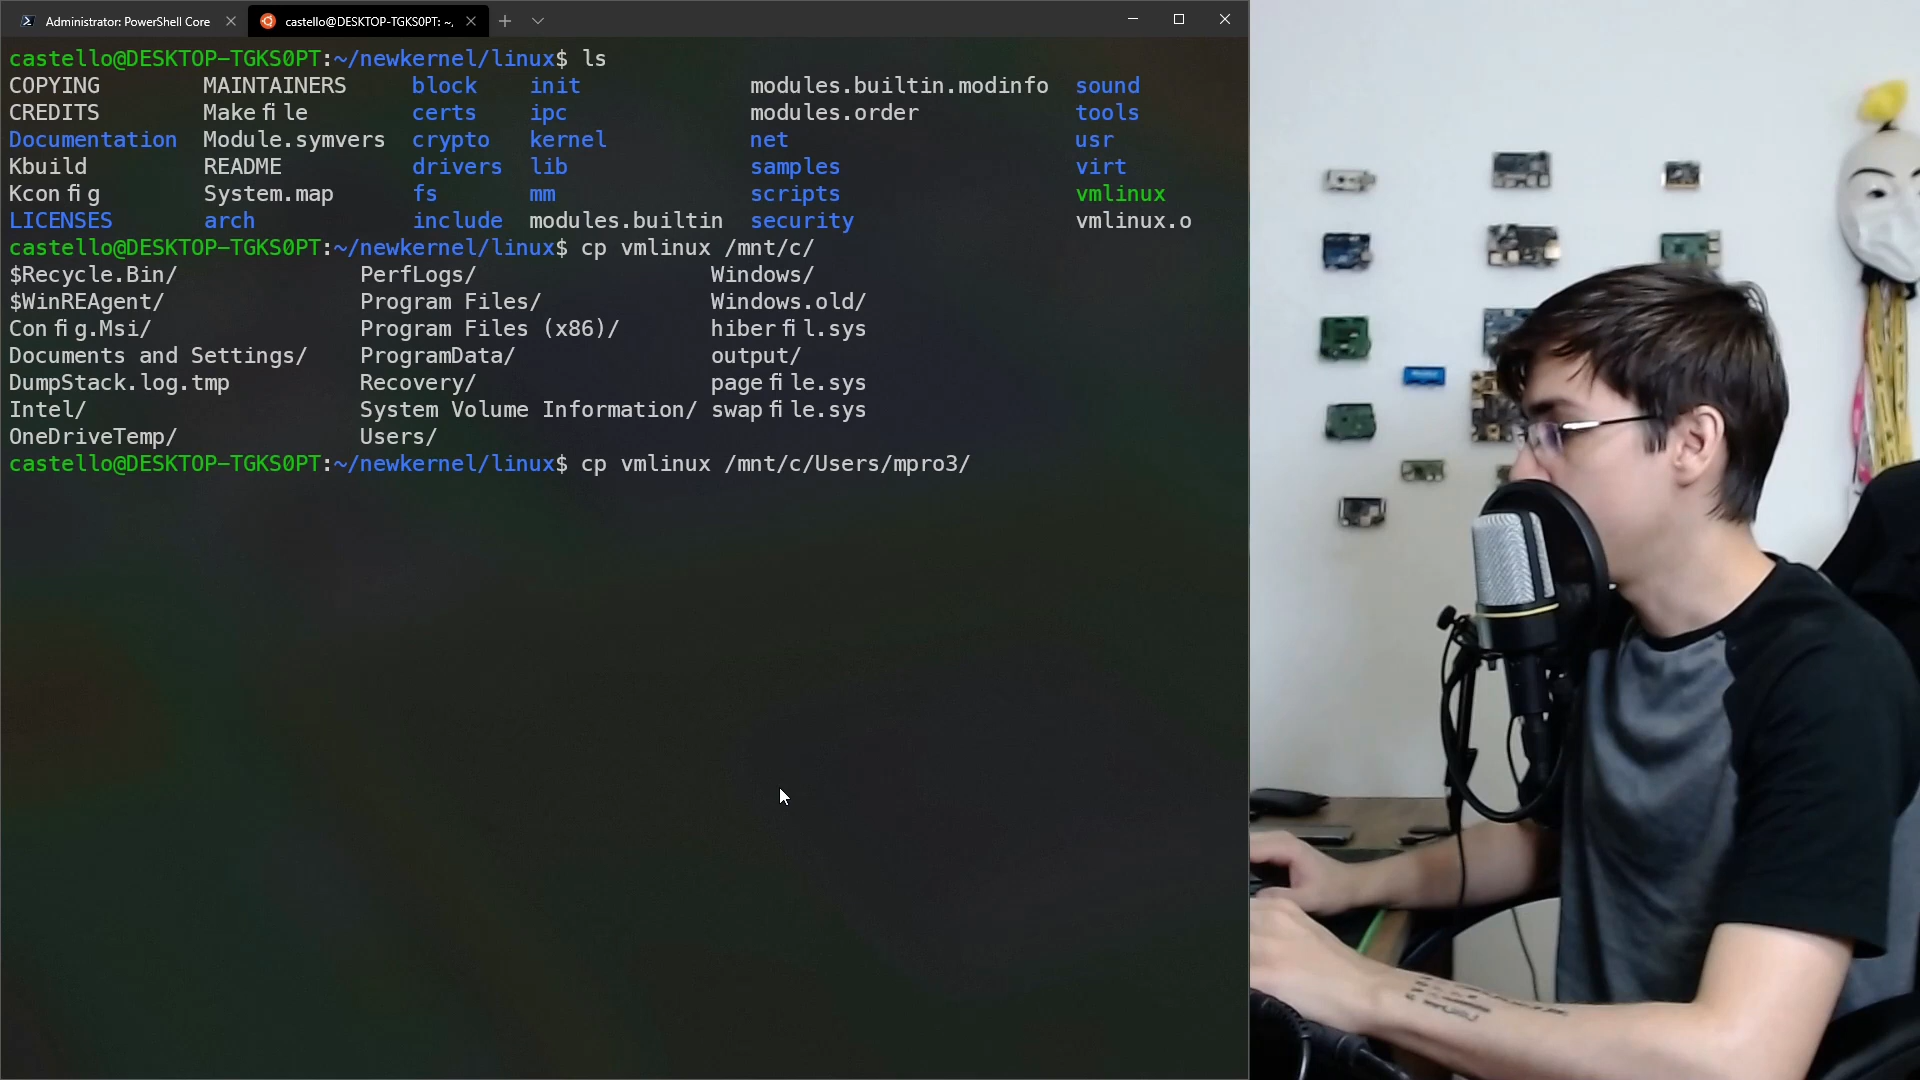 Administrator: PowerShell Core
castello@DESKTOP-TGKS0PT: ~,
castello@DESKTOP-TGKS0PT:~/newkernel/linux$ ls
COPYING MAINTAINERS block init modules.builtin.modinfo sound
CREDITS Makefile certs ipc modules.order tools
Documentation Module.symvers crypto kernel net usr
Kbuild README drivers lib samples virt
Kconfig System.map fs mm scripts vmlinux
LICENSES arch include modules.builtin security vmlinux.o
castello@DESKTOP-TGKS0PT:~/newkernel/linux$ cp vmlinux /mnt/c/
$Recycle.Bin/ PerfLogs/ Windows/
$WinREAgent/ Program Files/ Windows.old/
Config.Msi/ Program Files (x86)/ hiberfil.sys
Documents and Settings/ ProgramData/ output/
DumpStack.log.tmp Recovery/ pagefile.sys
Intel/ System Volume Information/ swapfile.sys
OneDriveTemp/ Users/
castello@DESKTOP-TGKS0PT:~/newkernel/linux$ cp vmlinux /mnt/c/Users/mpro3/